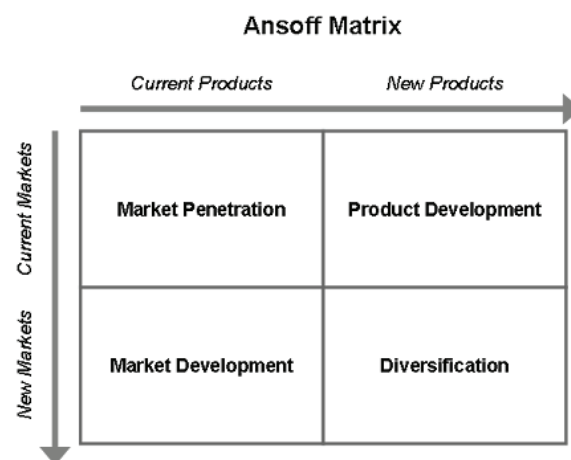 Ansoff Matrix
Current Products
New Products
Current Markets
Market Penetration
Product Development
New Markets
Market Development
Diversification